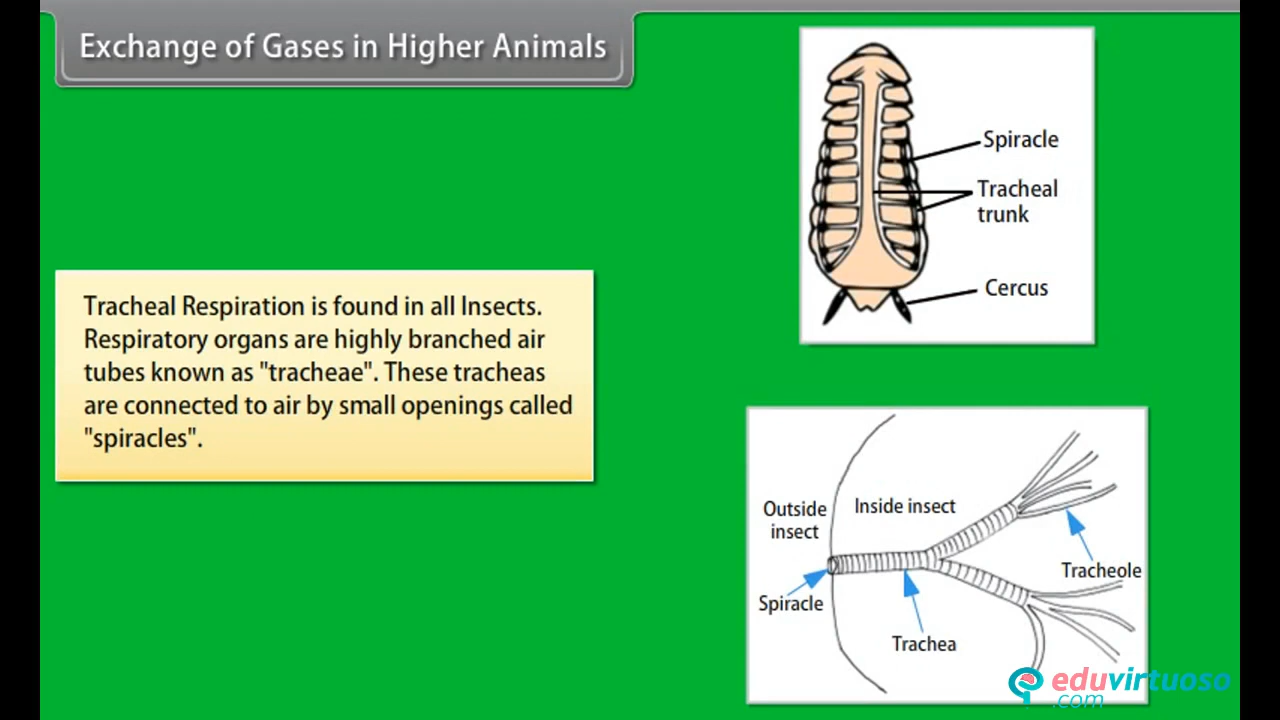 Exchange of Gases in Higher Animals
Tracheal Respiration is found in all Insects.
Respiratory organs are highly branched air
tubes known as "tracheae". These tracheas
are connected to air by small openings called
"spiracles".
Spiracle
Tracheal
trunk
Cercus
Outside
insect
Inside insect
Spiracle
Trachea
Tracheole
eduvirtuoso
.com